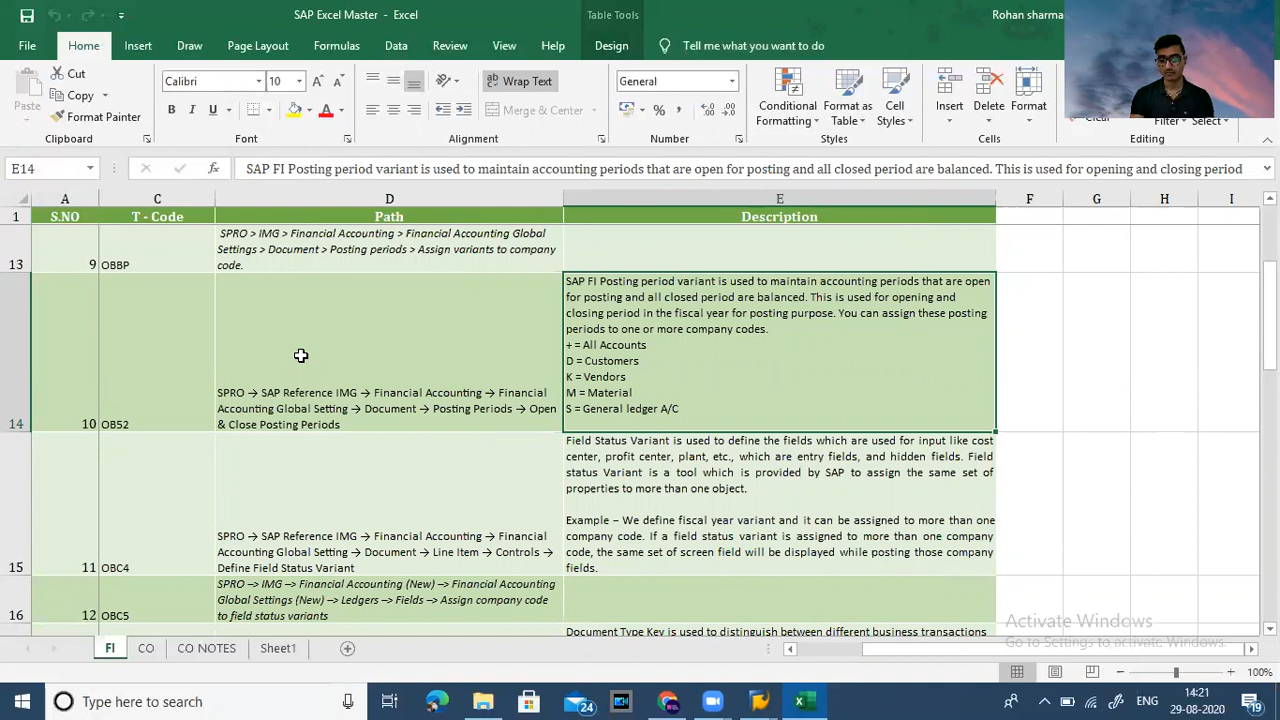 SAP Excel Master - Excel
Table Tools
Rohan sharma
File
Home
Insert
Draw
Page Layout
Formulas
Data
Review
View
Help
Design
Tell me what you want to do
Paste
Cut
Copy
Format Painter
Clipboard
Calibri
10
B I U
Font
Wrap Text
Merge & Center
Alignment
General
%
Number
Conditional Formatting
Format as Table
Cell Styles
Styles
Insert
Delete
Format
Cells
Clear
Filter
Select
Editing
E14
fx
SAP FI Posting period variant is used to maintain accounting periods that are open for posting and all closed period are balanced. This is used for opening and closing period
A C D E F G H I
1 S.NO T - Code Path Description
SPRO > IMG > Financial Accounting > Financial Accounting Global
Settings > Document > Posting periods > Assign variants to company
13 9 OBBP code.
SAP FI Posting period variant is used to maintain accounting periods that are open
for posting and all closed period are balanced. This is used for opening and
closing period in the fiscal year for posting purpose. You can assign these posting
periods to one or more company codes.
+ = All Accounts
D = Customers
K = Vendors
M = Material
S = General ledger A/C
SPRO → SAP Reference IMG → Financial Accounting → Financial
Accounting Global Setting → Document → Posting Periods → Open
14 10 OB52 & Close Posting Periods
Field Status Variant is used to define the fields which are used for input like cost
center, profit center, plant, etc., which are entry fields, and hidden fields. Field
status Variant is a tool which is provided by SAP to assign the same set of
properties to more than one object.
Example – We define fiscal year variant and it can be assigned to more than one
company code. If a field status variant is assigned to more than one company
code, the same set of screen field will be displayed while posting those company
fields.
SPRO → SAP Reference IMG → Financial Accounting → Financial
Accounting Global Setting → Document → Line Item → Controls →
15 11 OBC4 Define Field Status Variant
SPRO –> IMG –> Financial Accounting (New) –> Financial Accounting
Global Settings (New) –> Ledgers –> Fields –> Assign company code
16 12 OBC5 to field status variants
Document Type Key is used to distinguish between different business transactions
Activate Windows
Go to Settings to activate Windows.
FI
CO
CO NOTES
Sheet1
100%
Type here to search
24
ENG
14:21
29-08-2020
19